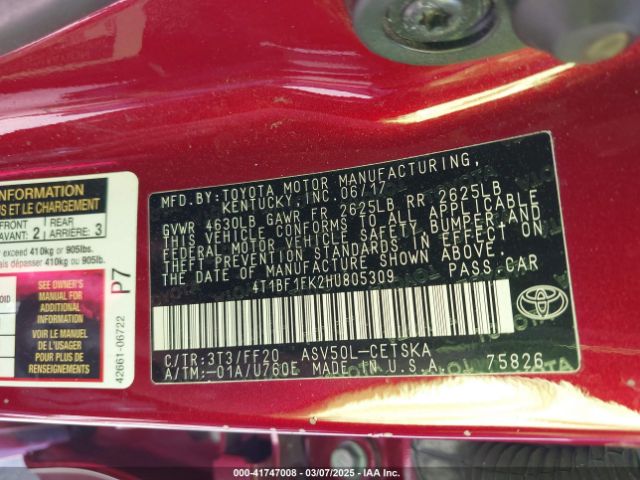 INFORMATION
US ET LE CHARGEMENT
FRONT
AVANT: 2
REAR
ARRIÈRE: 3
exceed 410kg or 905lbs.
ais dépasser 410kg ou 905lbs.
SEE OWNER'S
MANUAL FOR
ADDITIONAL
INFORMATION
VOIR LE MANUEL
DE L'USAGER
POUR PLUS DE
RENSEIGNEMENTS
P7
42661-06722
MFD.BY: TOYOTA MOTOR MANUFACTURING,
KENTUCKY, INC. 06/17
GVWR 4630LB GAWR FR 2625LB RR 2625LB
THIS VEHICLE CONFORMS TO ALL APPLICABLE
FEDERAL MOTOR VEHICLE SAFETY, BUMPER, AND
THEFT PREVENTION STANDARDS IN EFFECT ON
THE DATE OF MANUFACTURE SHOWN ABOVE.
4T1BF1FK2HU805309 PASS.CAR
C/TR:3T3/FF20 ASV50L-CETSKA
A/TM:-01A/U760E MADE IN U.S.A. 75826
TOYOTA
000-41747008 — 03/07/2025 — IAA Inc.